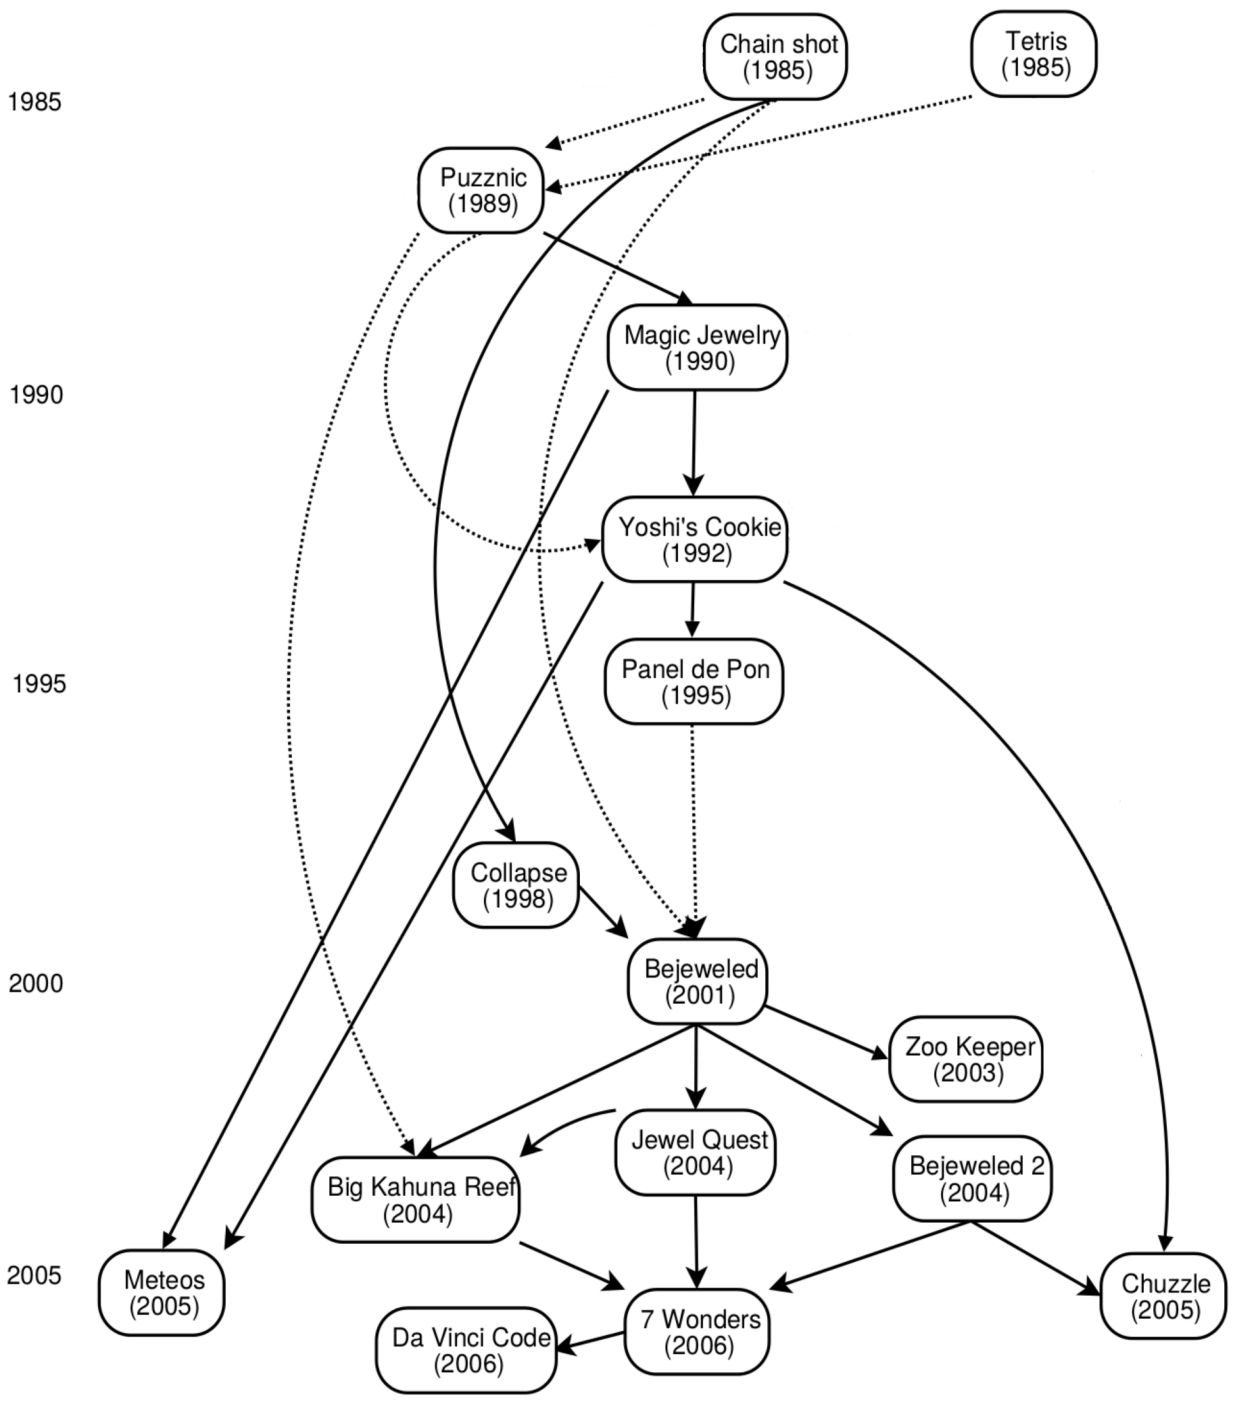 Chain shot
(1985)
Tetris
(1985)
1985
Puzznic
(1989)
Magic Jewelry
(1990)
1990
Yoshi's Cookie
(1992)
Panel de Pon
(1995)
1995
Collapse
(1998)
Bejeweled
(2001)
2000
Zoo Keeper
(2003)
Jewel Quest
(2004)
Bejeweled 2
(2004)
Big Kahuna Reef
(2004)
2005
Meteos
(2005)
Chuzzle
(2005)
7 Wonders
(2006)
Da Vinci Code
(2006)